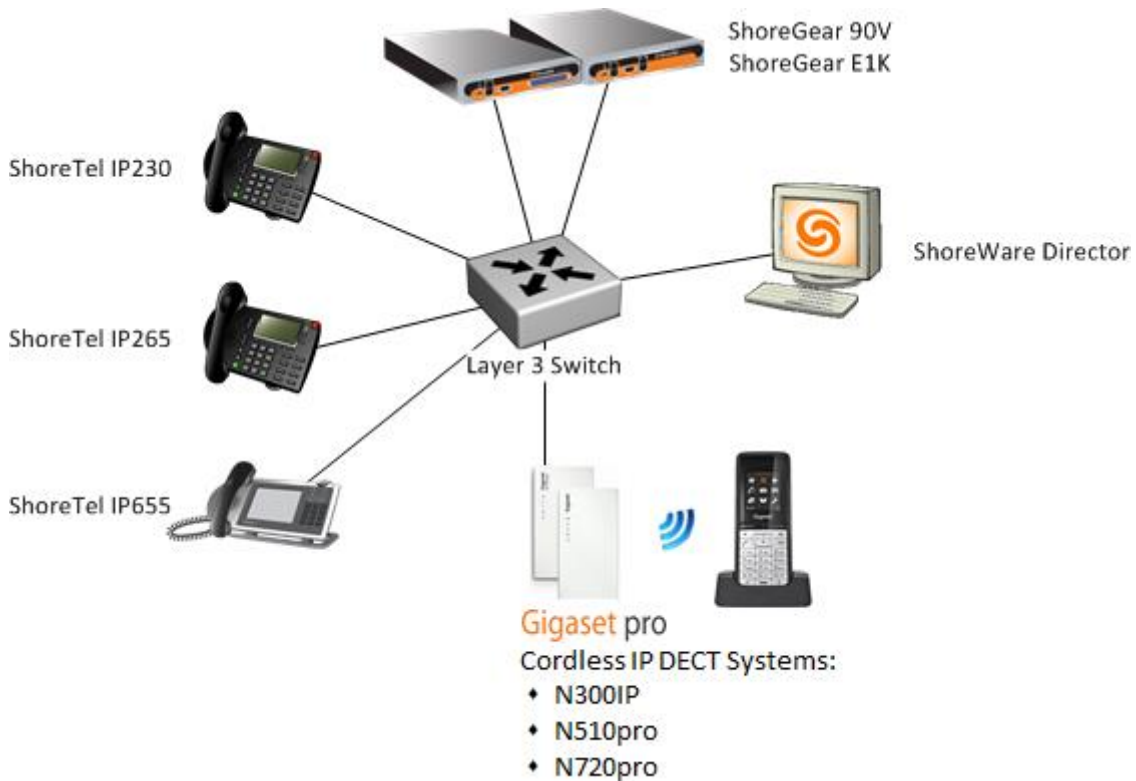 ShoreGear 90V
ShoreGear E1K
ShoreTel IP230
ShoreWare Director
ShoreTel IP265
Layer 3 Switch
ShoreTel IP655
Gigaset pro
Cordless IP DECT Systems:
♦ N300IP
♦ N510pro
♦ N720pro